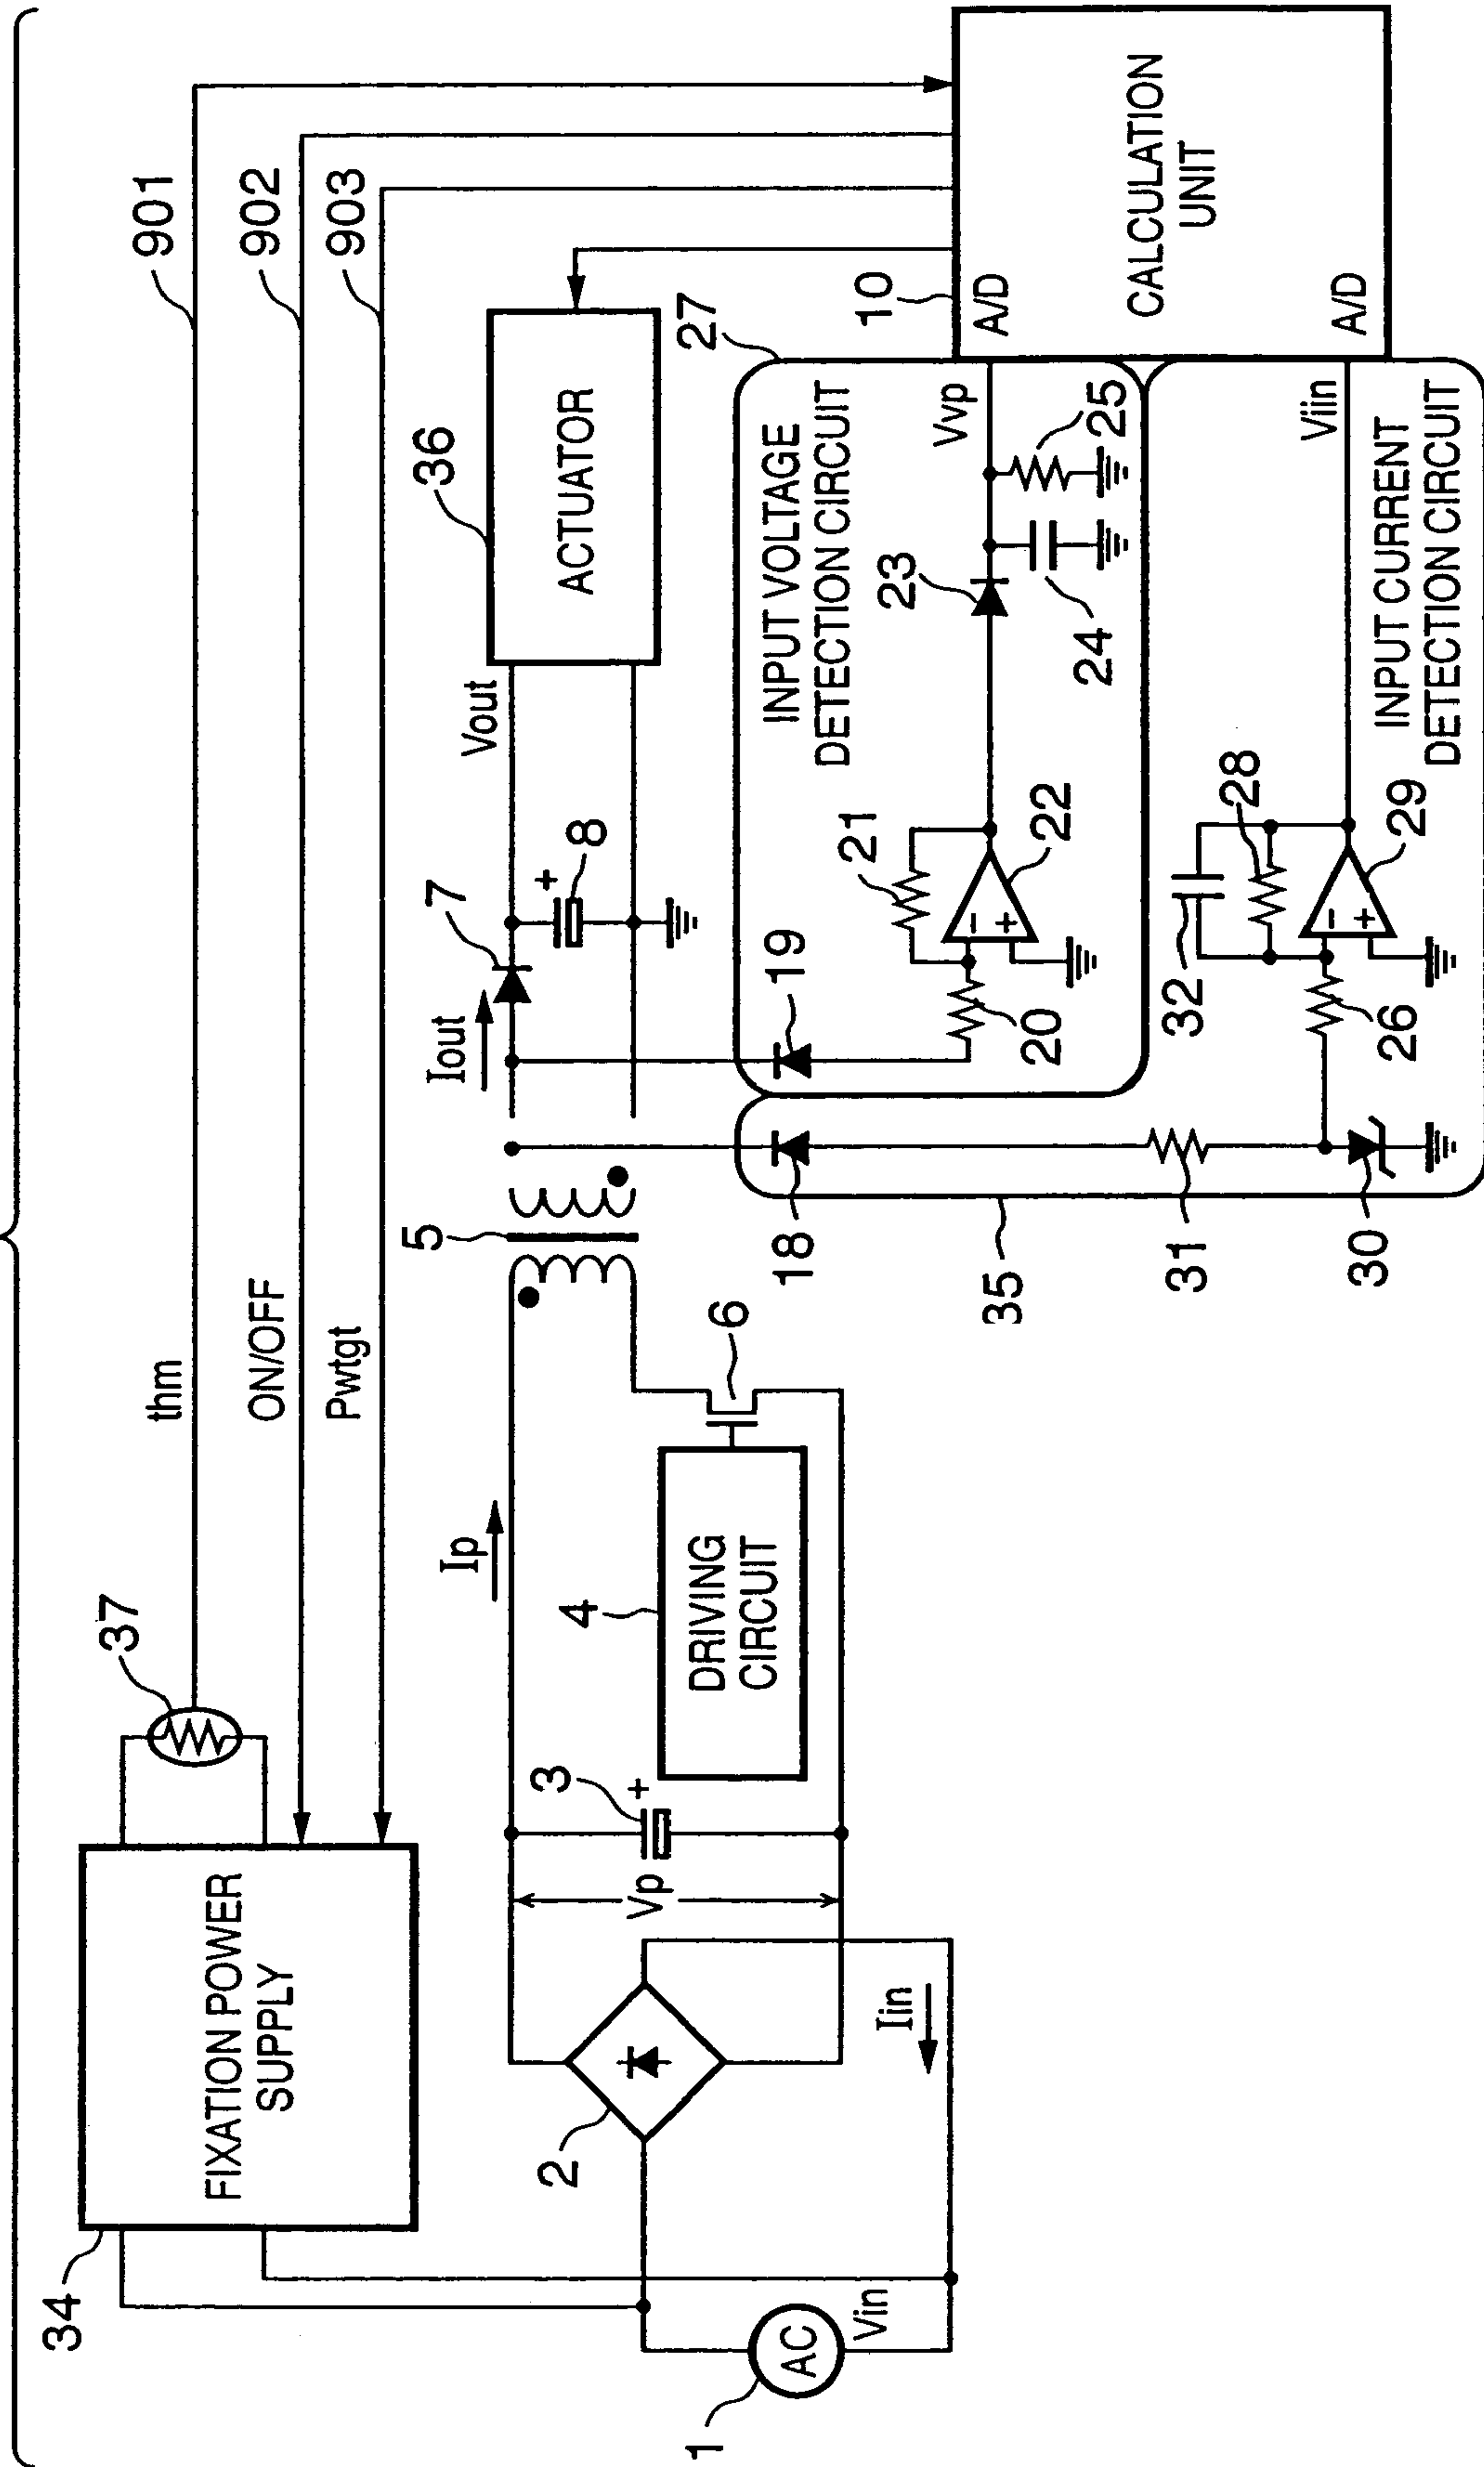 34
FIXATION POWER
SUPPLY
37
thm
901
ON/OFF
902
Pwtgt
903
1
AC
Vin
2
Iin
Vp
3
+
4
DRIVING
CIRCUIT
Ip
6
5
Iout
7
+
8
Vout
36
ACTUATOR
10
CALCULATION
UNIT
A/D
A/D
27
INPUT VOLTAGE
DETECTION CIRCUIT
19
20
21
-
+
22
23
24
25
Vvp
35
18
31
30
26
32
28
-
+
29
Viin
INPUT CURRENT
DETECTION CIRCUIT